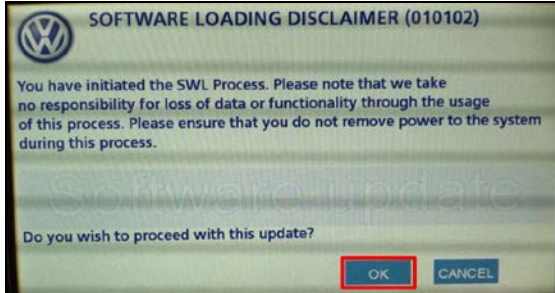 SOFTWARE LOADING DISCLAIMER (010102)
You have initiated the SWL Process. Please note that we take
no responsibility for loss of data or functionality through the usage
of this process. Please ensure that you do not remove power to the system
during this process.
Software update
Do you wish to proceed with this update?
OK CANCEL